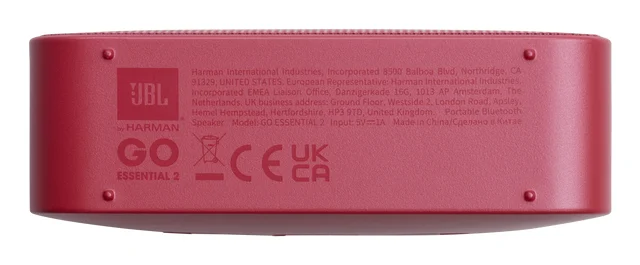 JBL
by HARMAN
GO
ESSENTIAL 2
Harman International Industries, Incorporated 8500 Balboa Blvd, Northridge, CA
91329, UNITED STATES. European Representative: Harman International Industries,
Incorporated EMEA Liaison Office, Danzigerkade 16G, 1013 AP Amsterdam, The
Netherlands. UK business address: Ground Floor, Westside 2, London Road, Apsley,
Hemel Hempstead, Hertfordshire, HP3 9TD, United Kingdom. Portable Bluetooth
Speaker Model: GO ESSENTIAL 2 Input: 5V⎓1A Made in China/Сделано в Китае
CE
UK
CA